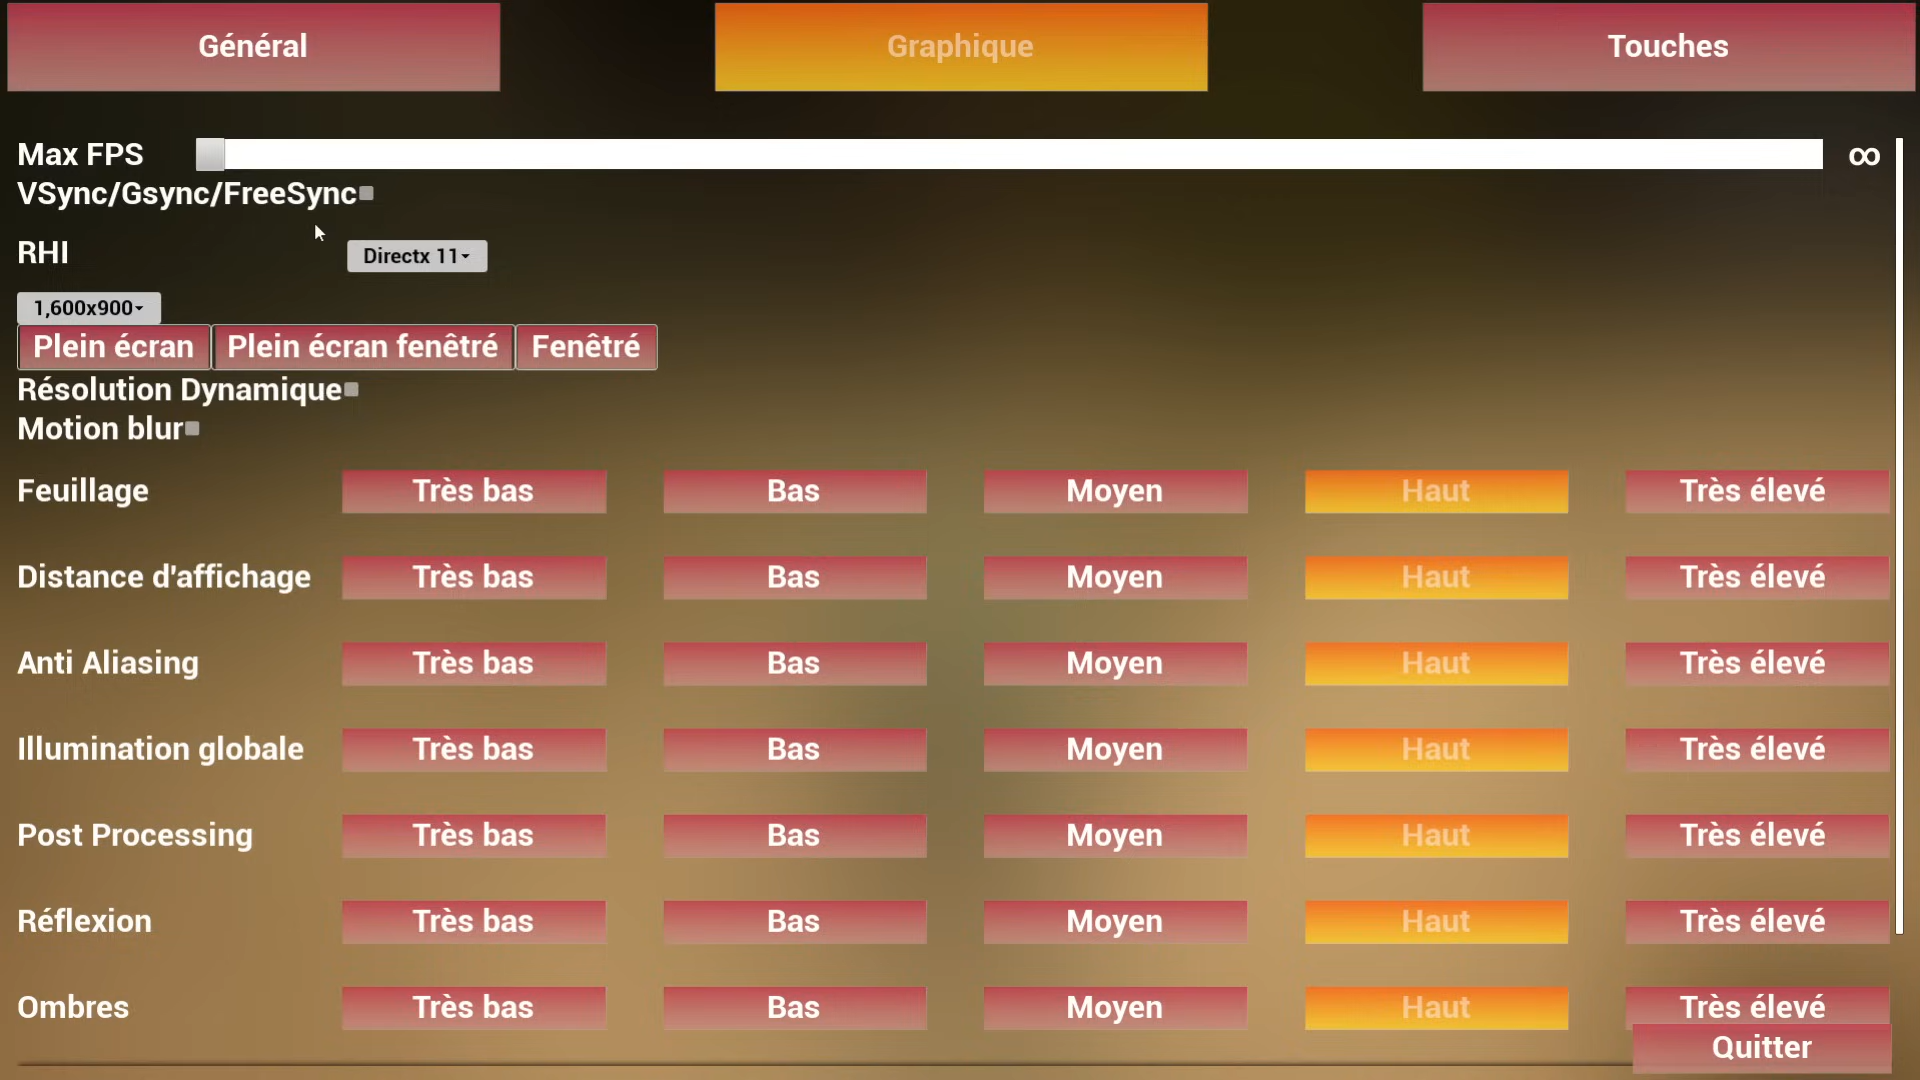 Général Graphique Touches
Max FPS ∞
VSync/Gsync/FreeSync
RHI Directx 11
1,600x900
Plein écran Plein écran fenêtré Fenêtré
Résolution Dynamique
Motion blur
Feuillage Très bas Bas Moyen Haut Très élevé
Distance d'affichage Très bas Bas Moyen Haut Très élevé
Anti Aliasing Très bas Bas Moyen Haut Très élevé
Illumination globale Très bas Bas Moyen Haut Très élevé
Post Processing Très bas Bas Moyen Haut Très élevé
Réflexion Très bas Bas Moyen Haut Très élevé
Ombres Très bas Bas Moyen Haut Très élevé
Quitter